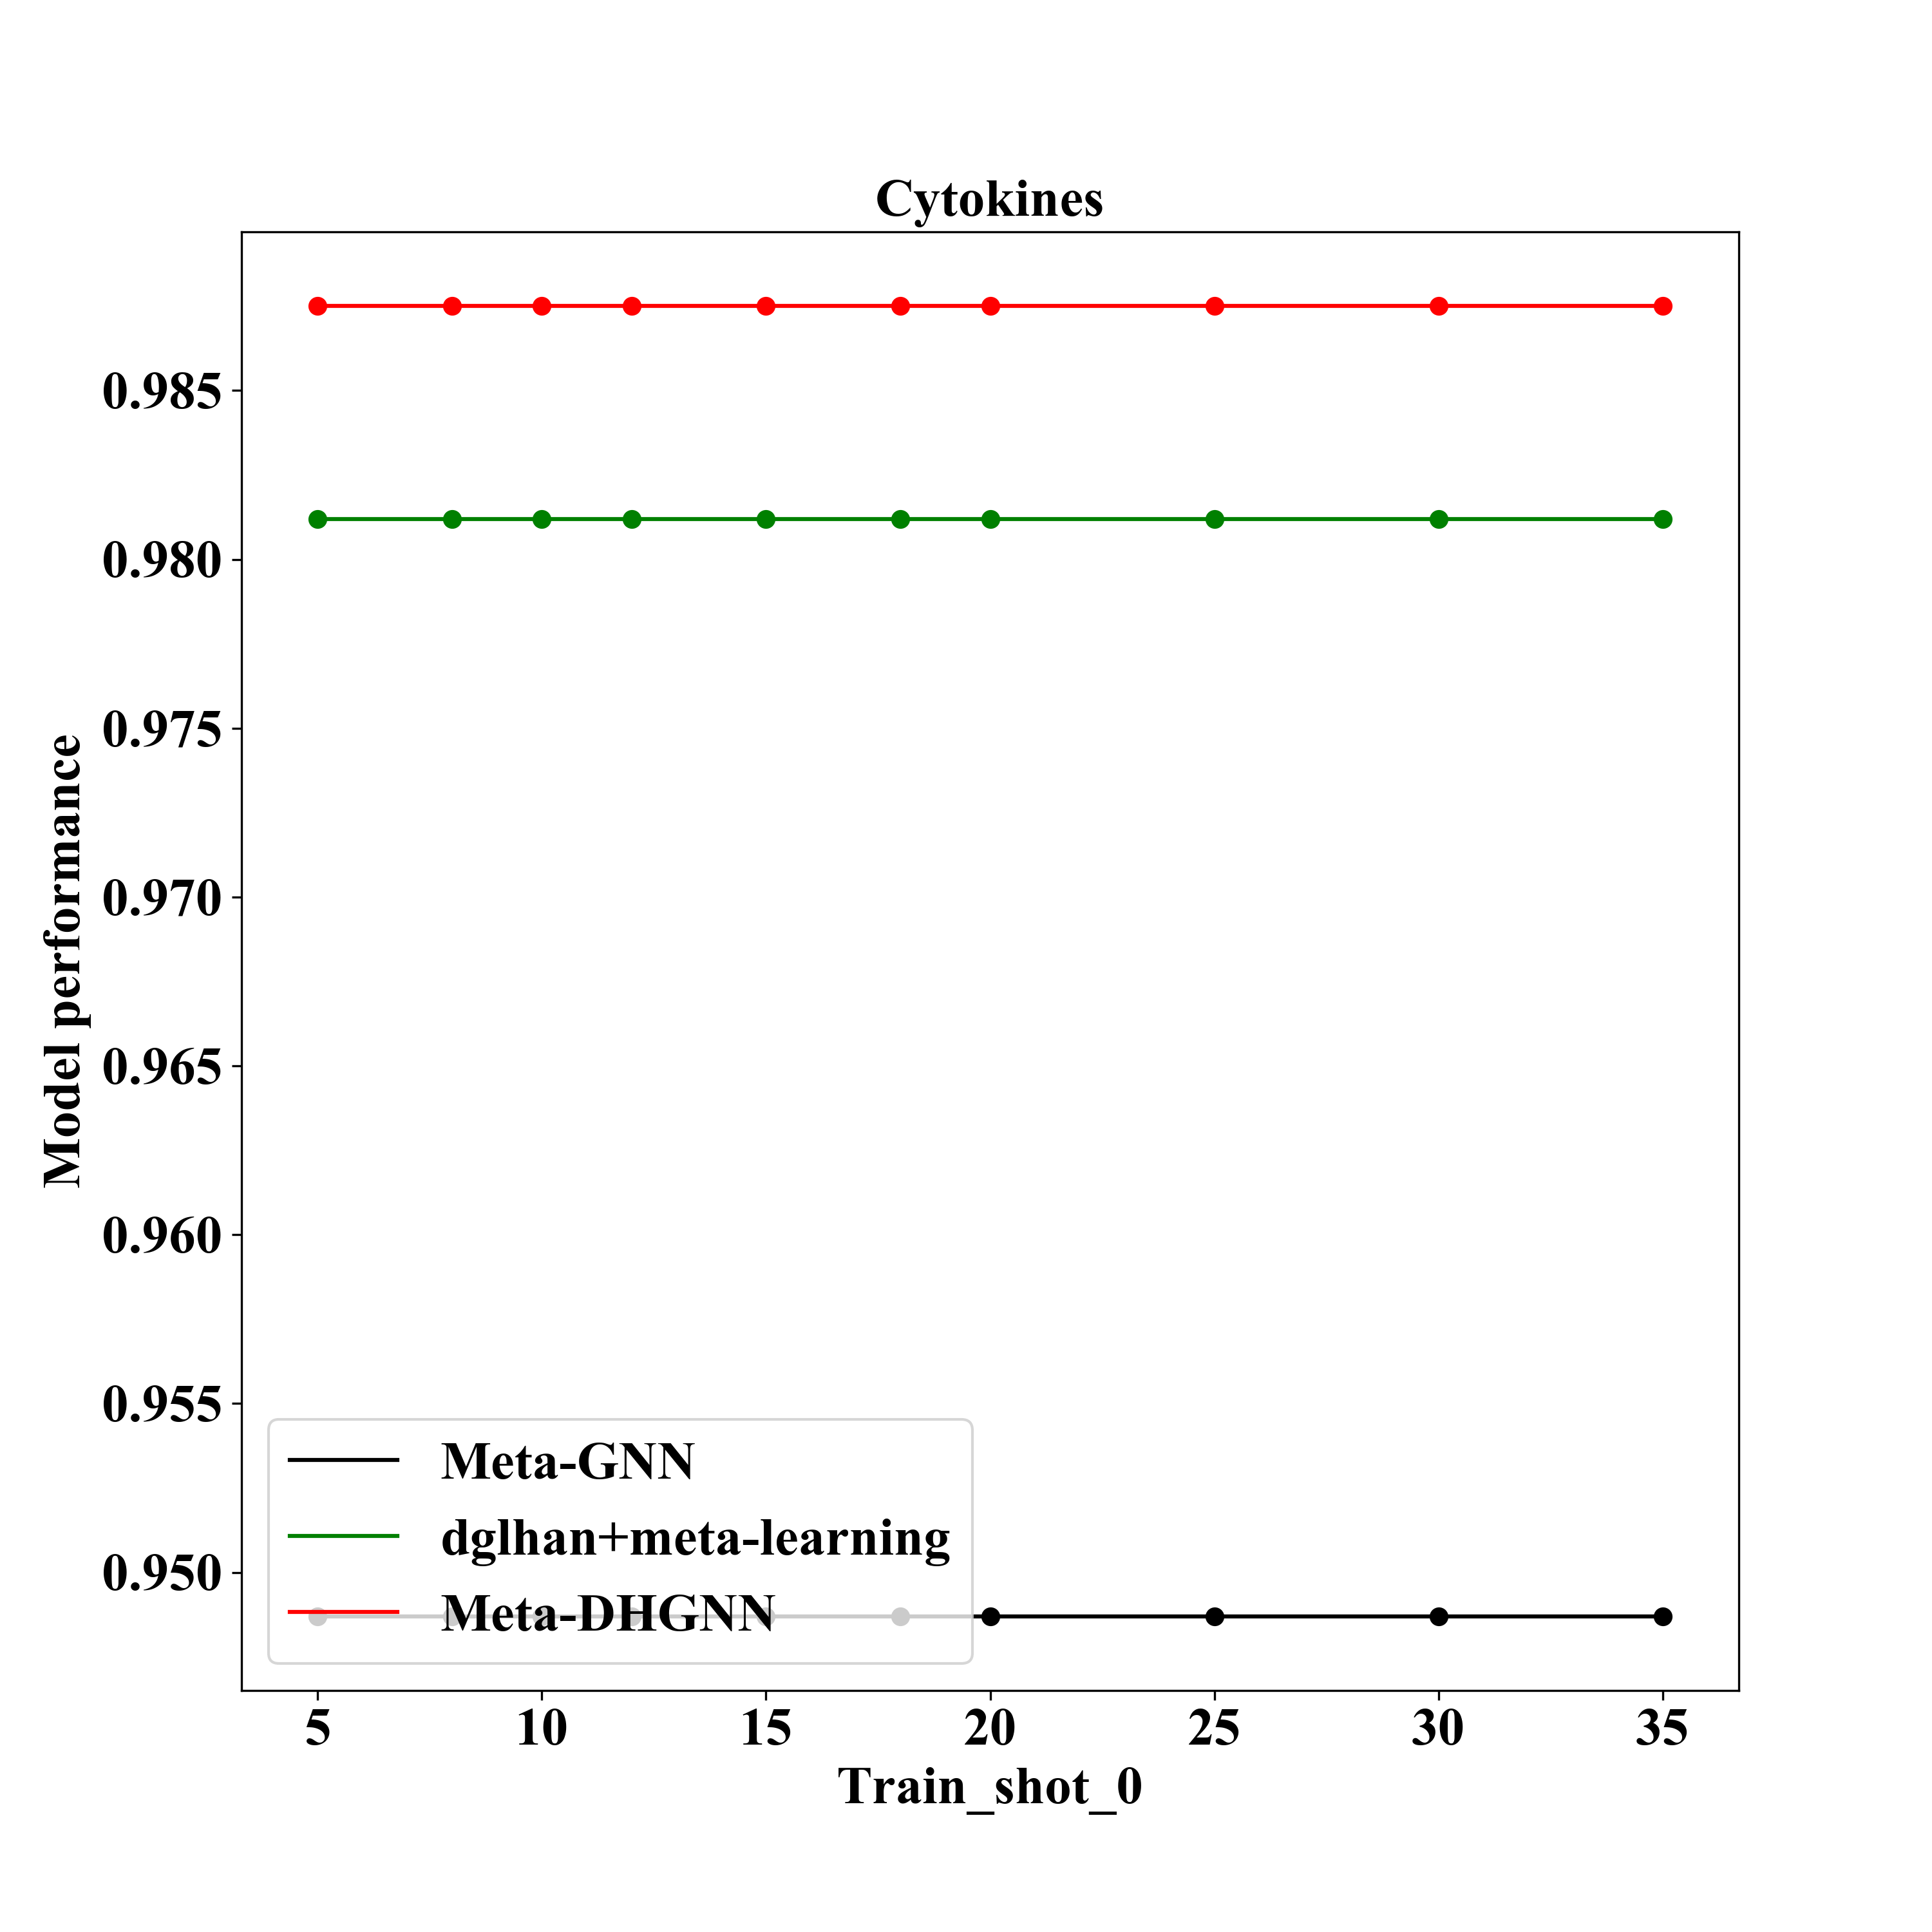 Cytokines
0.985
0.980
0.975
0.970
0.965
0.960
0.955
0.950
Model performance
Meta-GNN
dglhan+meta-learning
Meta-DHGNN
5 10 15 20 25 30 35
Train_shot_0